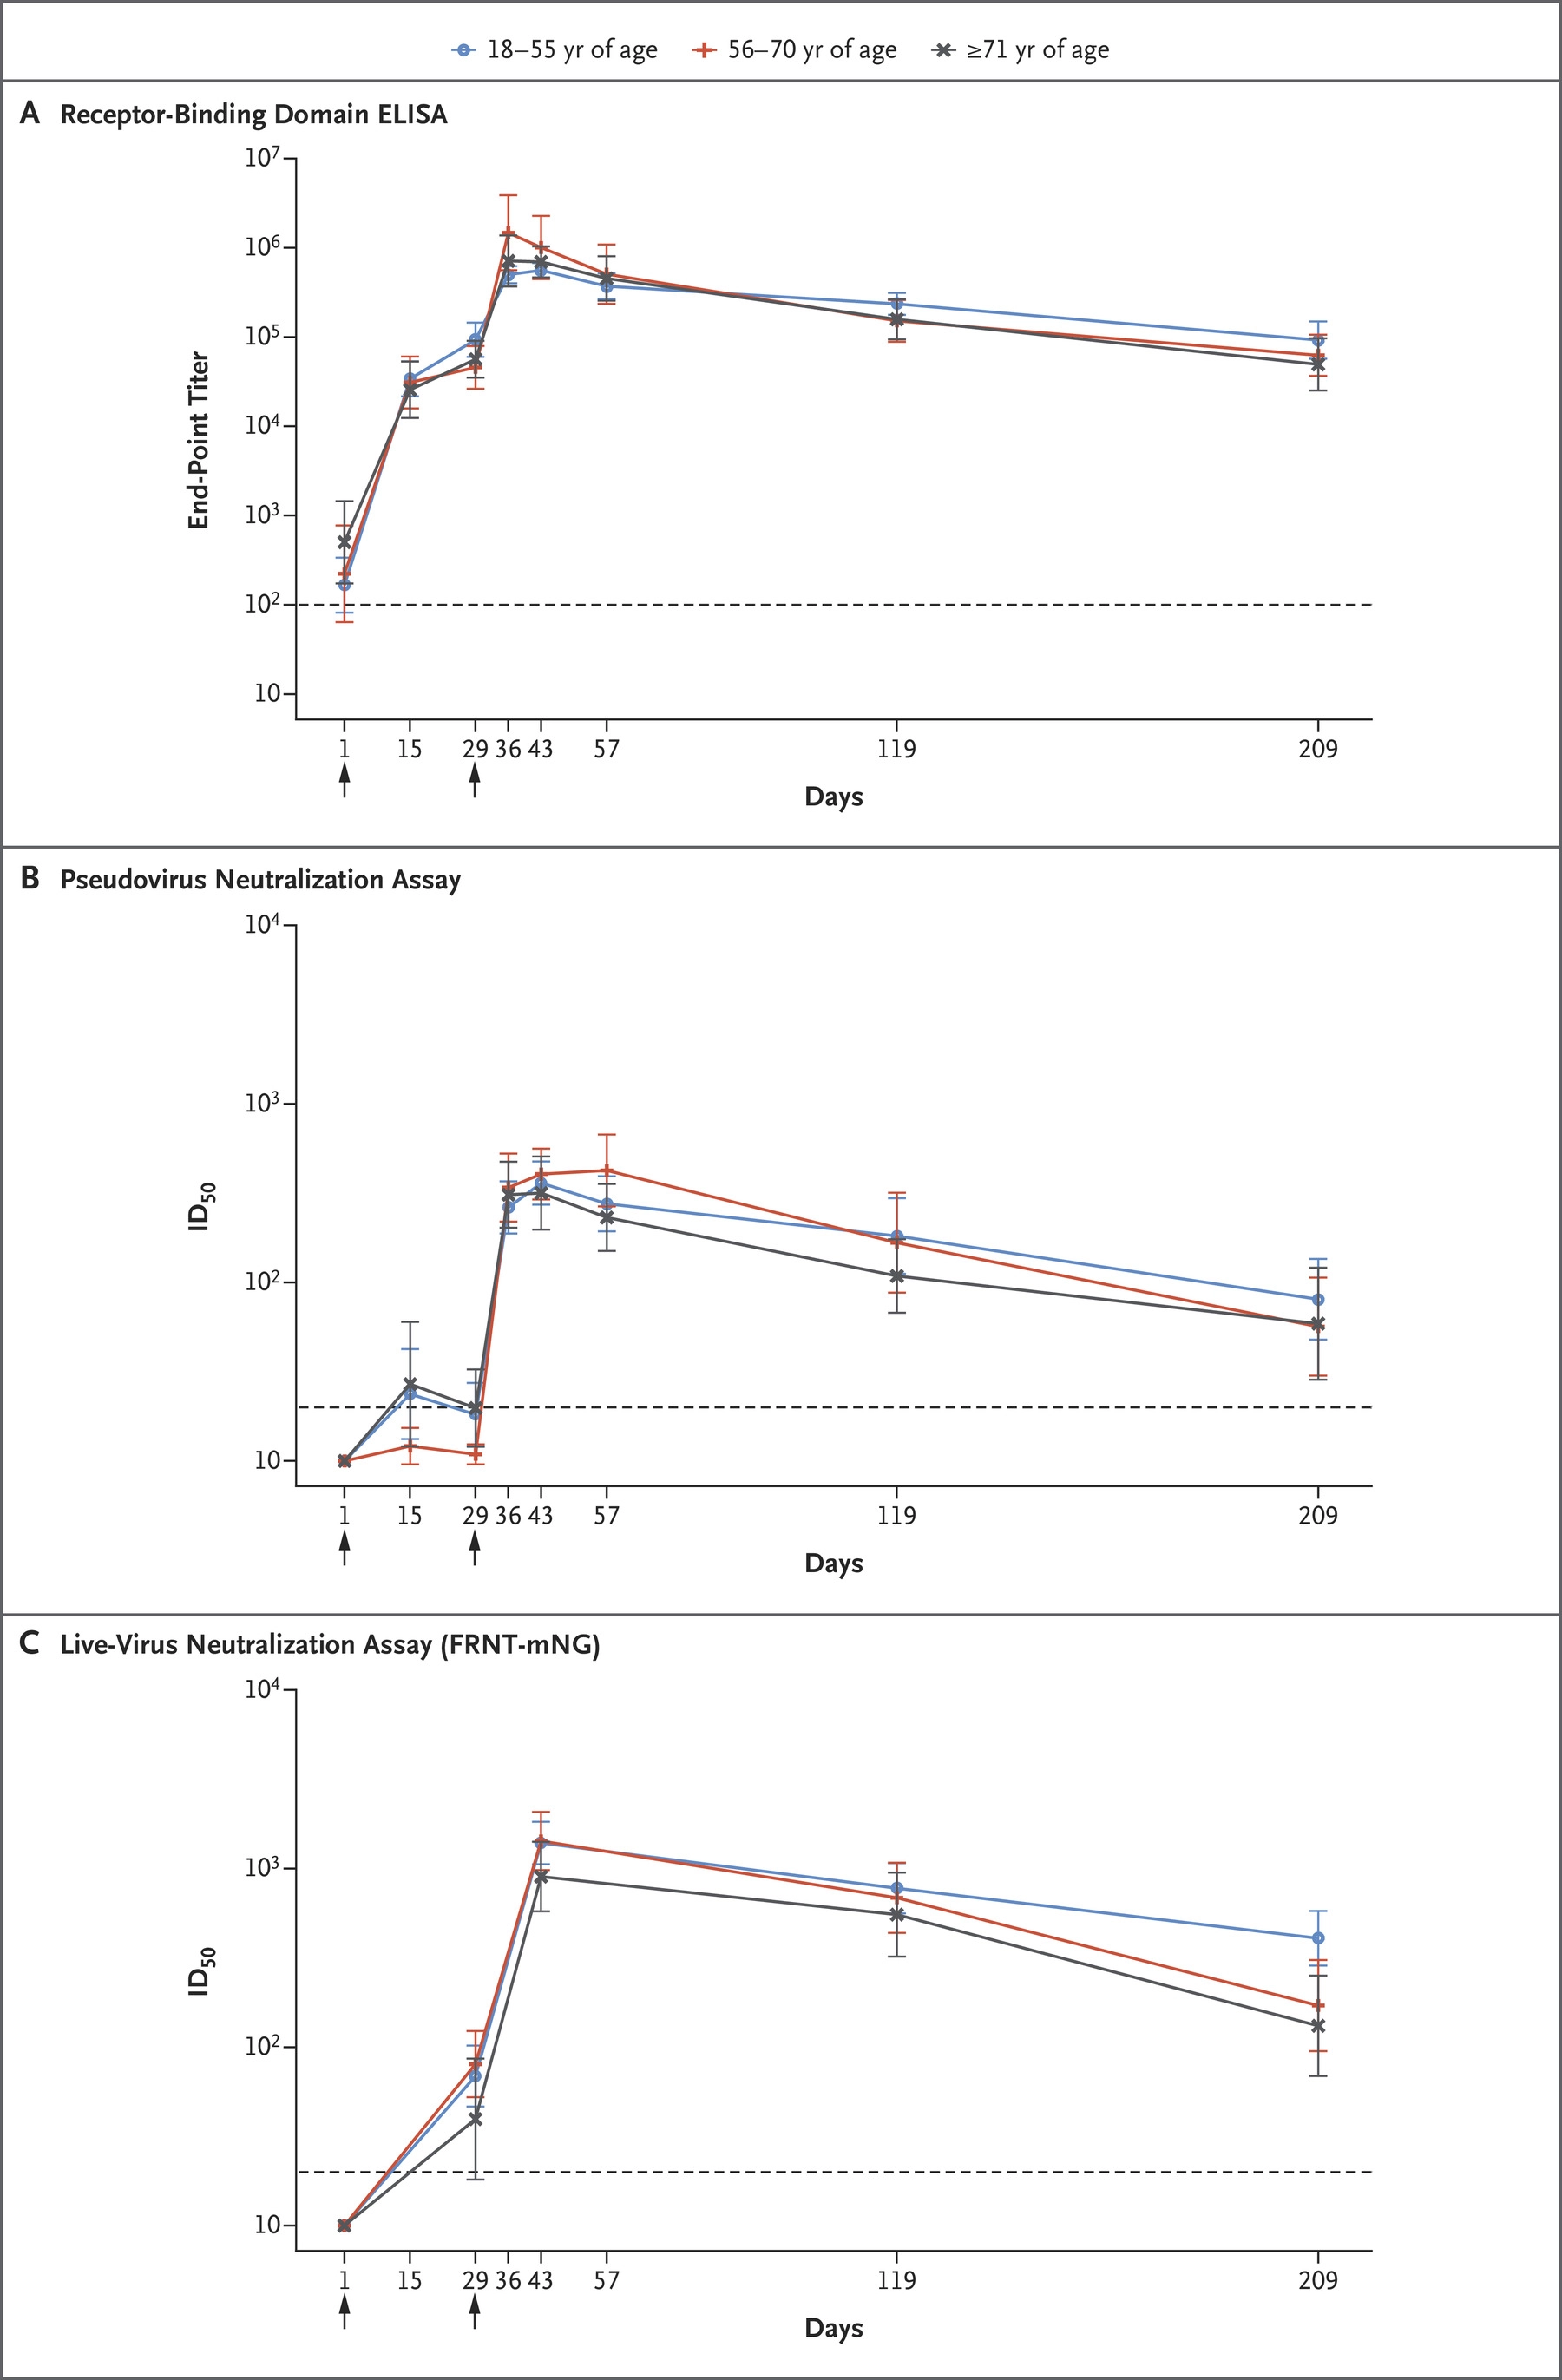 18–55 yr of age 56–70 yr of age ≥71 yr of age
A Receptor-Binding Domain ELISA
10⁷
10⁶
10⁵
10⁴
10³
10²
10
End-Point Titer
1 15 29 36 43 57 119 209
Days
B Pseudovirus Neutralization Assay
10⁴
10³
10²
10
ID₅₀
1 15 29 36 43 57 119 209
Days
C Live-Virus Neutralization Assay (FRNT-mNG)
10⁴
10³
10²
10
ID₅₀
1 15 29 36 43 57 119 209
Days